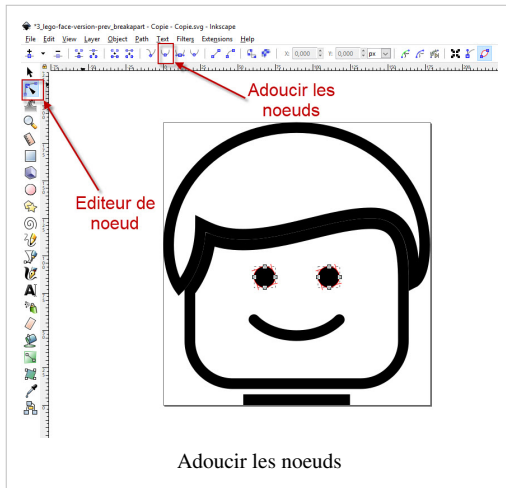 *3_lego-face-version-prev_breakapart - Copie - Copie.svg - Inkscape
File Edit View Layer Object Path Text Filters Extensions Help
X: 0,000 Y: 0,000 px
Adoucir les
noeuds
Editeur de
noeud
Adoucir les noeuds